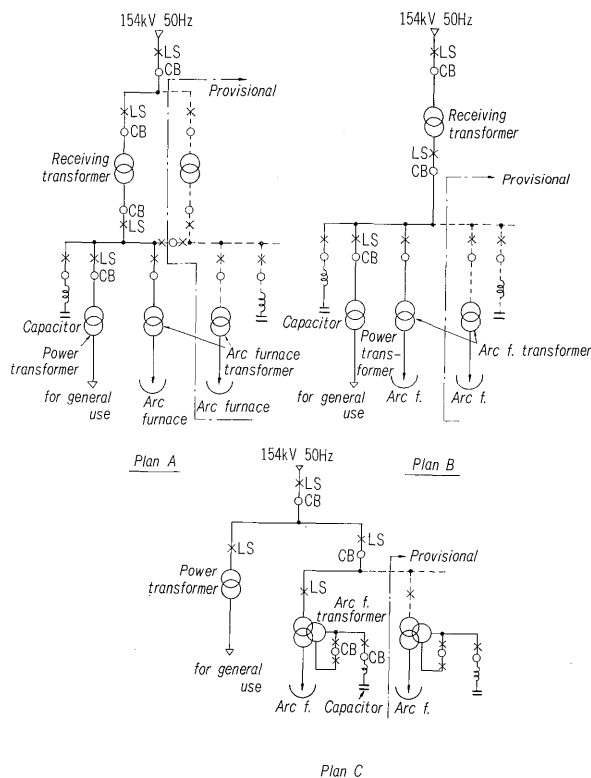 154kV 50Hz
LS
CB
Provisional
LS
CB
Receiving
transformer
CB
LS
LS
CB
Capacitor
Power
transformer
Arc furnace
transformer
for general
use
Arc
furnace
Arc furnace
Plan A
154kV 50Hz
LS
CB
Receiving
transformer
LS
CB
Provisional
LS
CB
Capacitor
Power
trans-
former
Arc f. transformer
for general
use
Arc f.
Arc f.
Plan B
154kV 50Hz
LS
CB
LS
LS
CB
Provisional
Power
transformer
LS
Arc f.
transformer
CB
CB
for general
use
Arc f.
Capacitor
Arc f.
Plan C